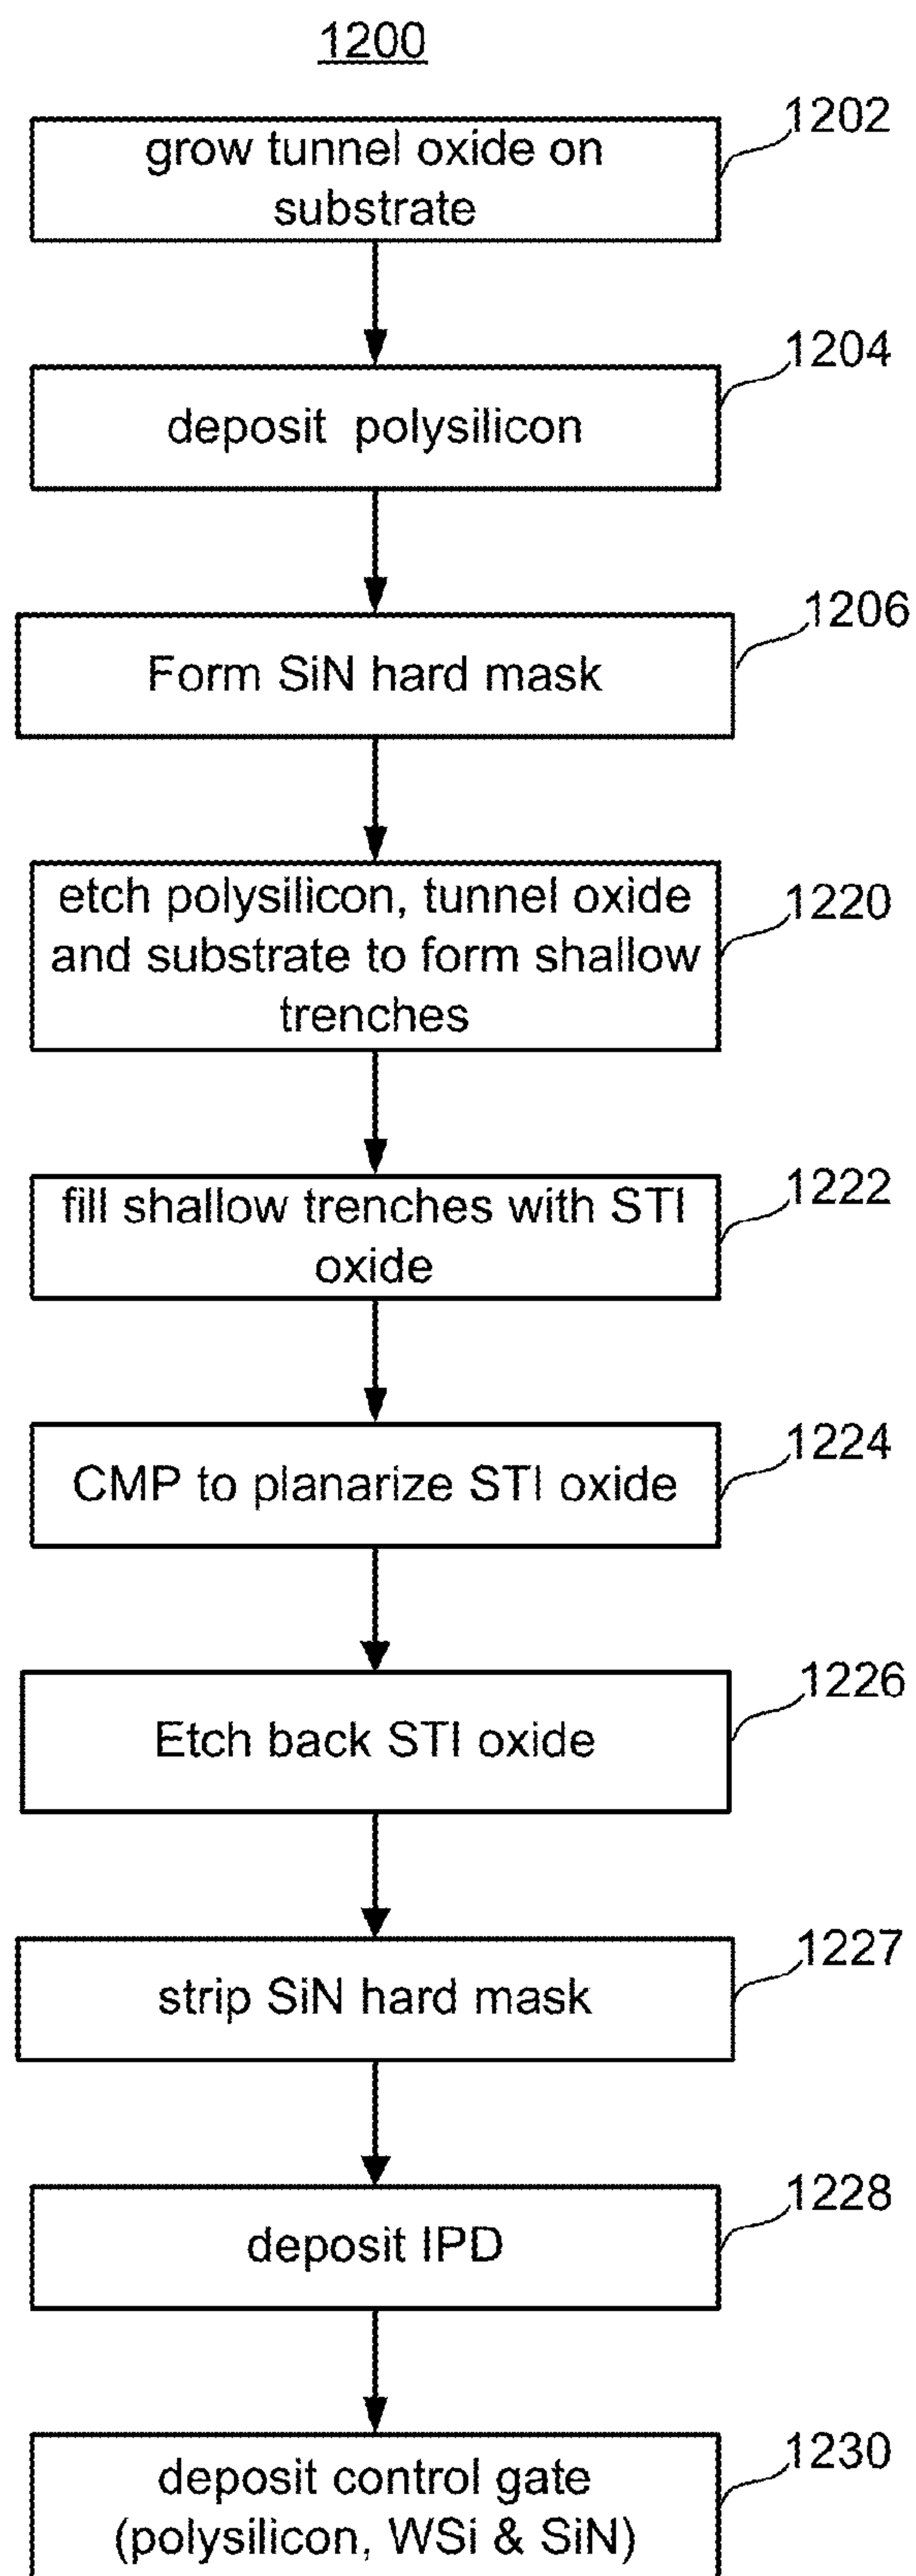 1200
1202
grow tunnel oxide on
substrate
1204
deposit polysilicon
1206
Form SiN hard mask
1220
etch polysilicon, tunnel oxide
and substrate to form shallow
trenches
1222
fill shallow trenches with STI
oxide
1224
CMP to planarize STI oxide
1226
Etch back STI oxide
1227
strip SiN hard mask
1228
deposit IPD
1230
deposit control gate
(polysilicon, WSi & SiN)